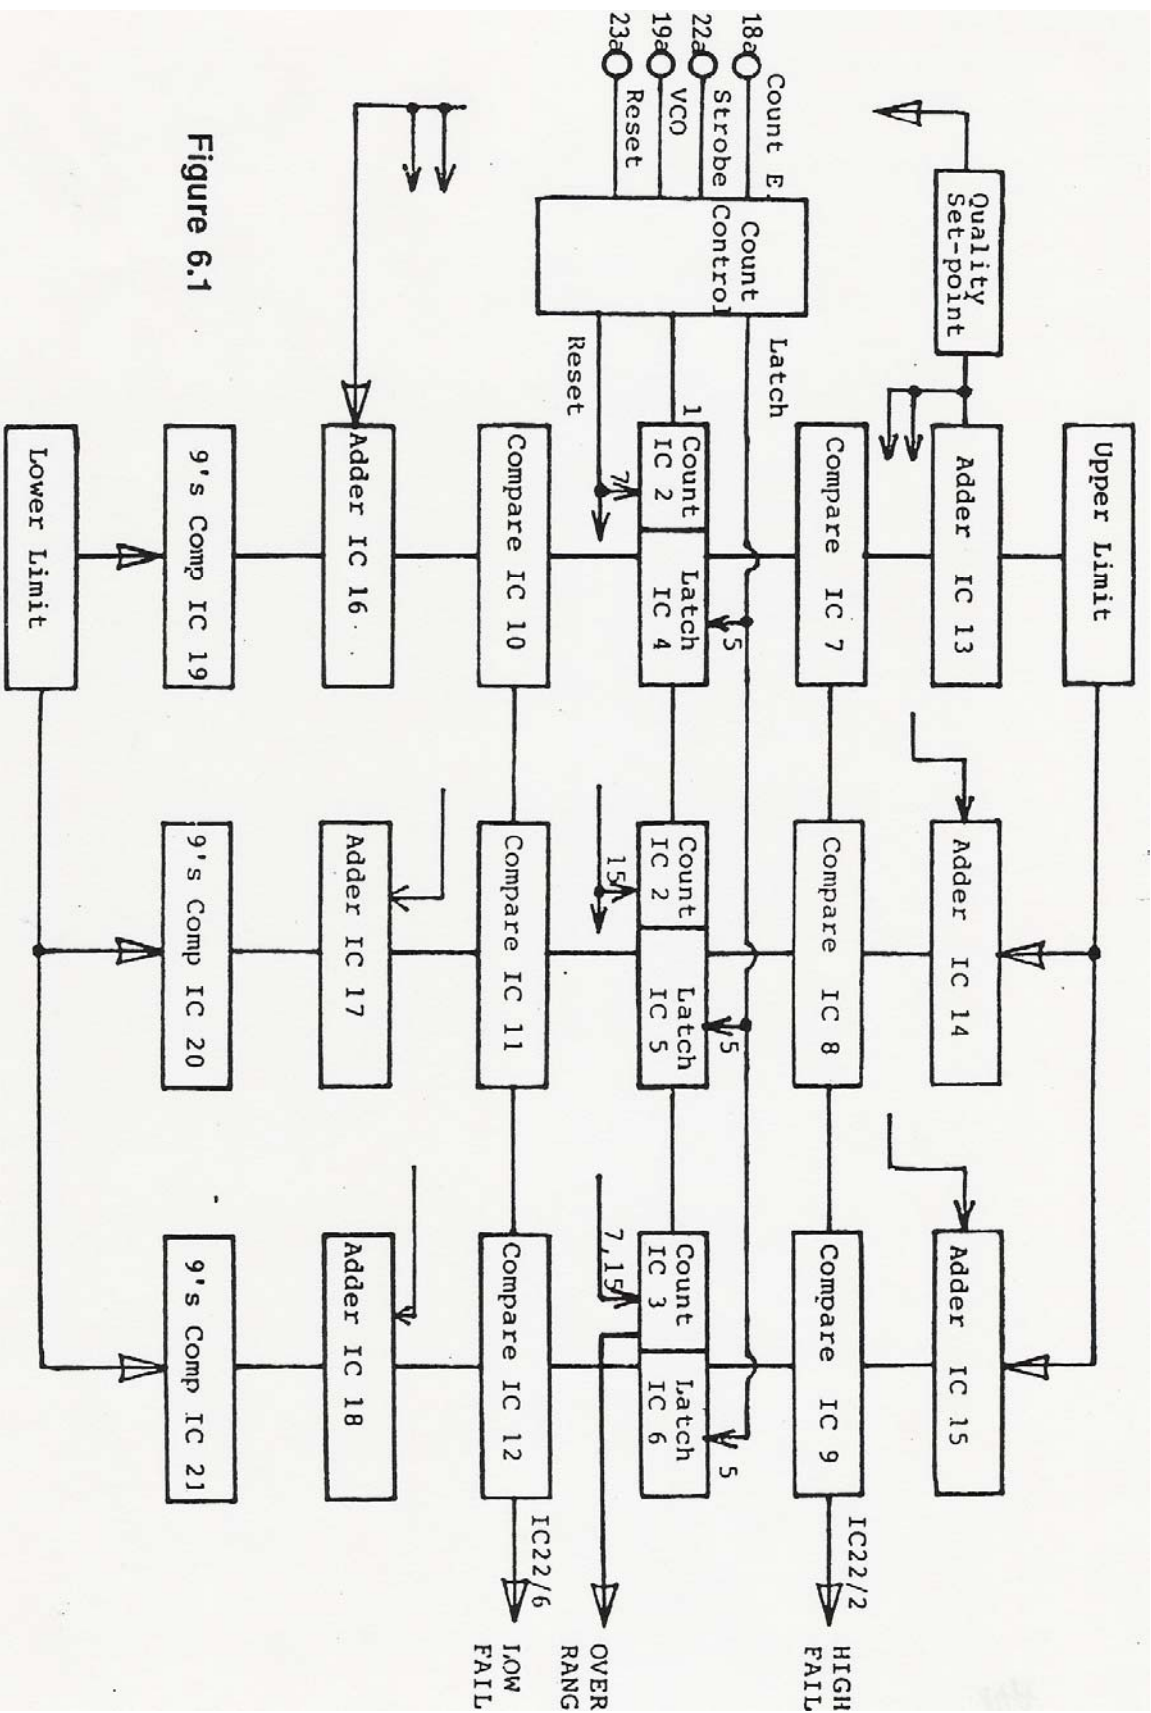 18a
22a
19a
23a
Count E.
Strobe
VCO
Reset
Count
Control
Latch
Reset
Quality
Set-point
Upper Limit
Adder IC 13
Adder IC 14
Adder IC 15
Compare IC 7
Compare IC 8
Compare IC 9
IC22/2
HIGH
FAIL
1
Count
IC 2
7
Latch
IC 4
5
Count
IC 2
15
Latch
IC 5
5
Count
IC 3
7,15
Latch
IC 6
5
OVER
RANG
Compare IC 10
Compare IC 11
Compare IC 12
IC22/6
LOW
FAIL
Adder IC 16
Adder IC 17
Adder IC 18
9's Comp IC 19
9's Comp IC 20
9's Comp IC 21
Lower Limit
Figure 6.1